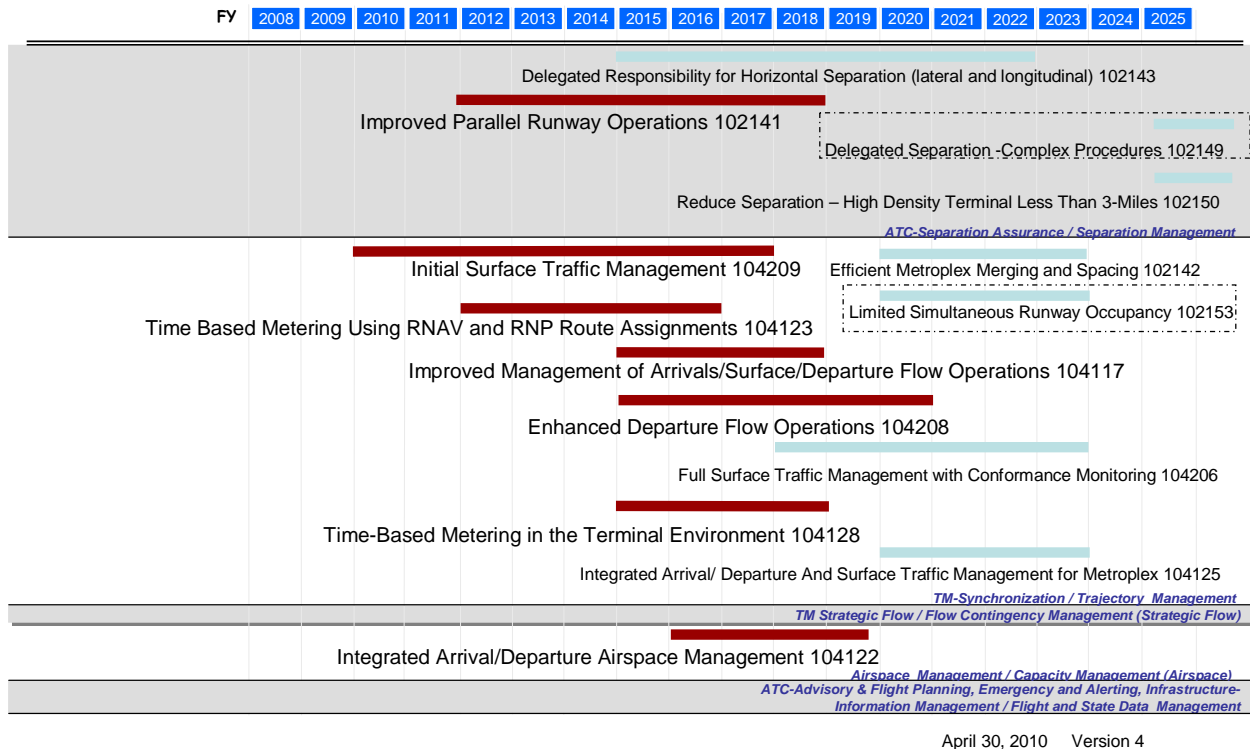 FY 2008 2009 2010 2011 2012 2013 2014 2015 2016 2017 2018 2019 2020 2021 2022 2023 2024 2025
Delegated Responsibility for Horizontal Separation (lateral and longitudinal) 102143
Improved Parallel Runway Operations 102141
Delegated Separation -Complex Procedures 102149
Reduce Separation – High Density Terminal Less Than 3-Miles 102150
ATC-Separation Assurance / Separation Management
Initial Surface Traffic Management 104209
Efficient Metroplex Merging and Spacing 102142
Limited Simultaneous Runway Occupancy 102153
Time Based Metering Using RNAV and RNP Route Assignments 104123
Improved Management of Arrivals/Surface/Departure Flow Operations 104117
Enhanced Departure Flow Operations 104208
Full Surface Traffic Management with Conformance Monitoring 104206
Time-Based Metering in the Terminal Environment 104128
Integrated Arrival/ Departure And Surface Traffic Management for Metroplex 104125
TM-Synchronization / Trajectory Management
TM Strategic Flow / Flow Contingency Management (Strategic Flow)
Integrated Arrival/Departure Airspace Management 104122
Airspace Management / Capacity Management (Airspace)
ATC-Advisory & Flight Planning, Emergency and Alerting, Infrastructure-
Information Management / Flight and State Data Management
April 30, 2010 Version 4